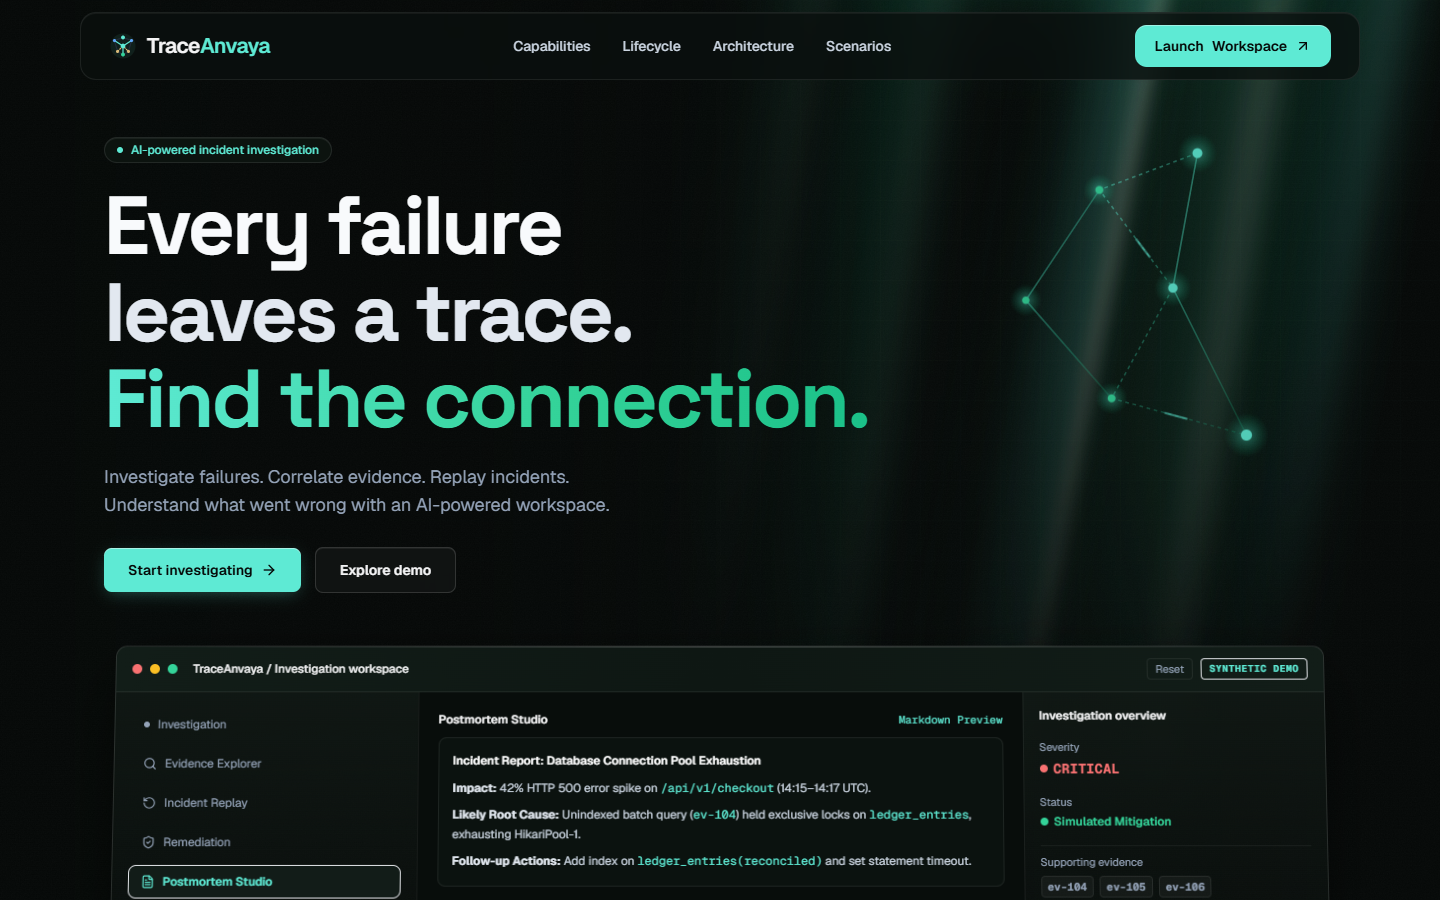 TraceAnvaya
Capabilities
Lifecycle
Architecture
Scenarios
Launch Workspace
AI-powered incident investigation
Every failure
leaves a trace.
Find the connection.
Investigate failures. Correlate evidence. Replay incidents.
Understand what went wrong with an AI-powered workspace.
Start investigating
Explore demo
TraceAnvaya / Investigation workspace
Reset
SYNTHETIC DEMO
Investigation
Evidence Explorer
Incident Replay
Remediation
Postmortem Studio
Postmortem Studio
Markdown Preview
Incident Report: Database Connection Pool Exhaustion
Impact: 42% HTTP 500 error spike on /api/v1/checkout (14:15–14:17 UTC).
Likely Root Cause: Unindexed batch query (ev-104) held exclusive locks on ledger_entries,
exhausting HikariPool-1.
Follow-up Actions: Add index on ledger_entries(reconciled) and set statement timeout.
Investigation overview
Severity
CRITICAL
Status
Simulated Mitigation
Supporting evidence
ev-104
ev-105
ev-106